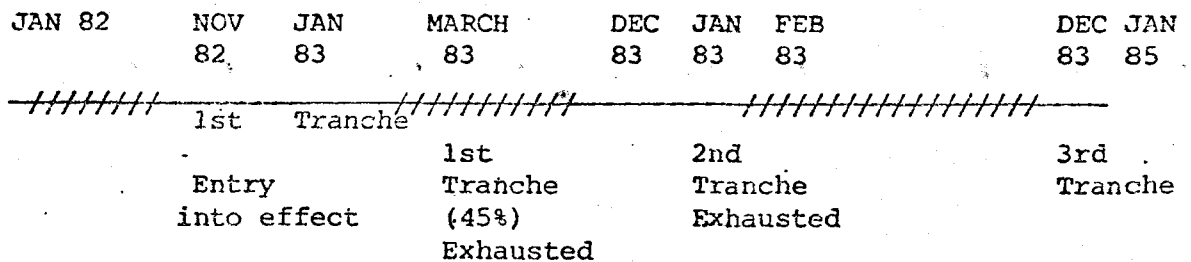 JAN 82 NOV JAN MARCH DEC JAN FEB DEC JAN
82 83 83 83 83 83 83 85
1st Tranche
1st 2nd 3rd
Entry Tranche Tranche Tranche
into effect (45%) Exhausted
Exhausted